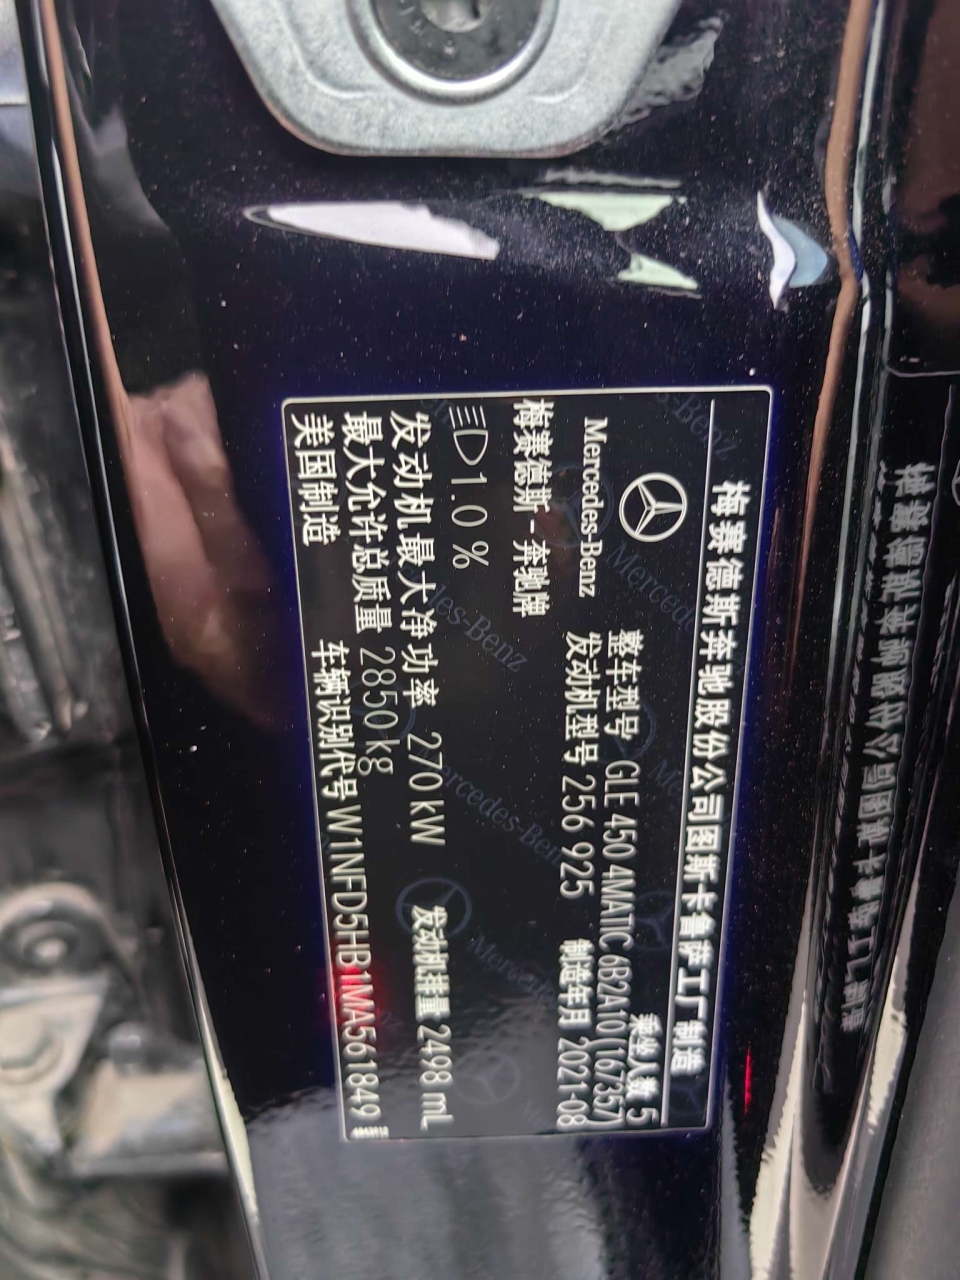 梅赛德斯奔驰股份公司图斯卡鲁萨工厂制造
Mercedes-Benz
整车型号 GLE 450 4MATIC 6B2A10(167357)
乘坐人数 5
梅赛德斯-奔驰牌
发动机型号 256 925
制造年月 2021-08
1.0 %
发动机最大净功率 270 kW
发动机排量 2498 mL
最大允许总质量 2850 kg
美国制造
车辆识别代号 W1NFD5HB1MA561849